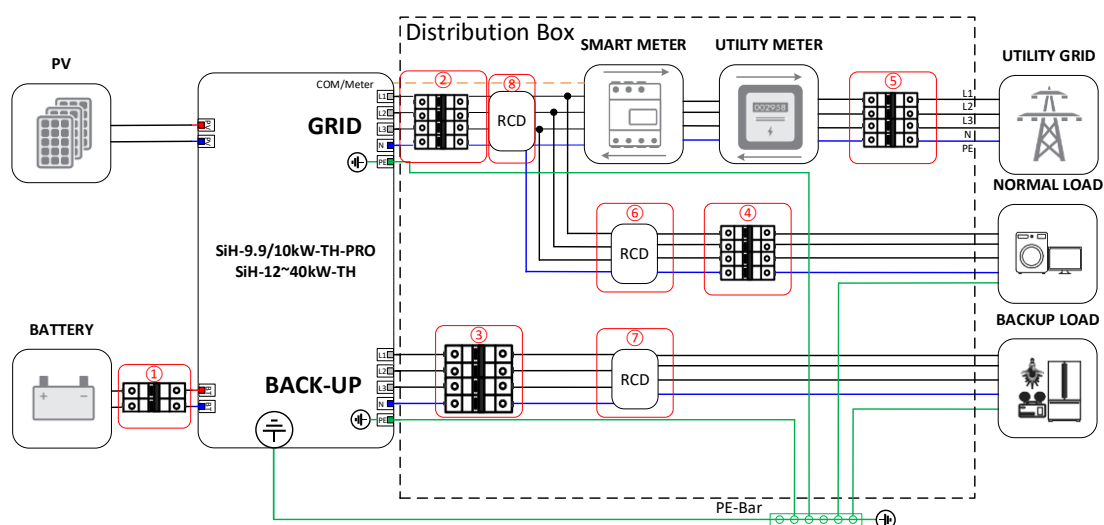 Distribution Box
PV
SMART METER
UTILITY METER
UTILITY GRID
COM/Meter
②
⑧
⑤
L1
L2
L3
N
PE
GRID
RCD
002958
L1
L2
L3
N
PE
NORMAL LOAD
⑥
④
RCD
SiH-9.9/10kW-TH-PRO
SiH-12~40kW-TH
BATTERY
BACKUP LOAD
③
⑦
①
L1
L2
L3
N
PE
BACK-UP
RCD
+ −
PE-Bar